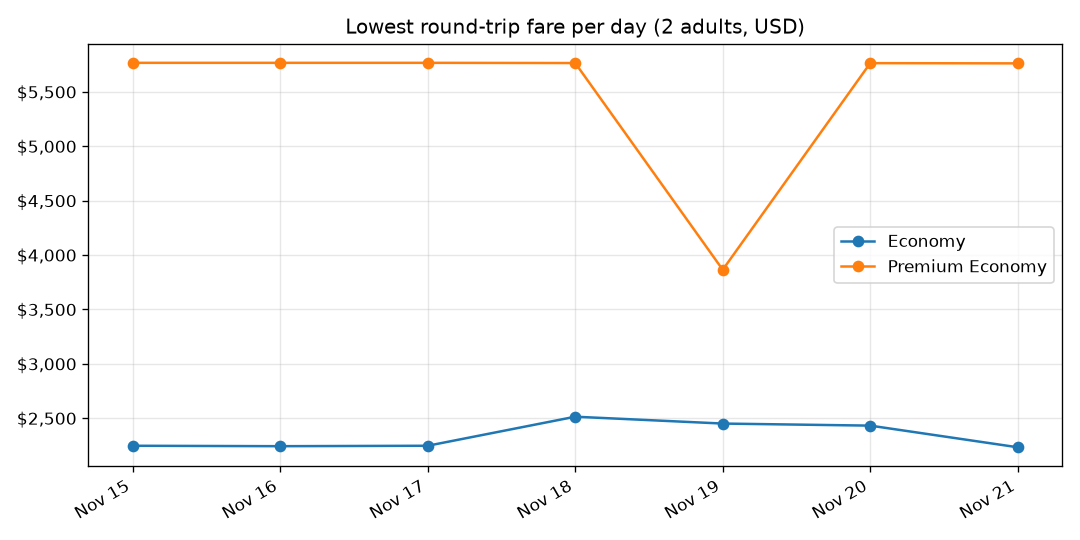 Lowest round-trip fare per day (2 adults, USD)
$5,500
$5,000
$4,500
$4,000
$3,500
$3,000
$2,500
Economy
Premium Economy
Nov 15
Nov 16
Nov 17
Nov 18
Nov 19
Nov 20
Nov 21